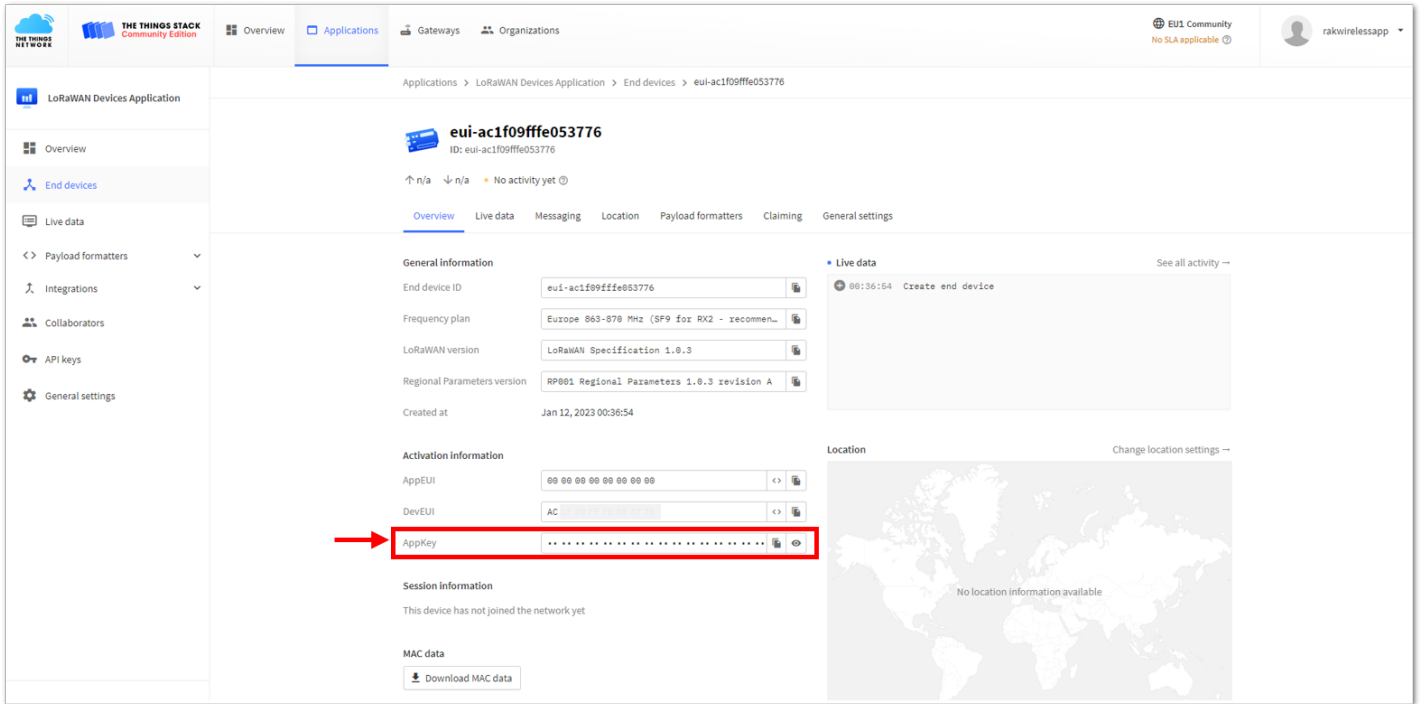 THE THINGS NETWORK
THE THINGS STACK
Community Edition
Overview
Applications
Gateways
Organizations
EU1 Community
No SLA applicable
rakwirelessapp
LoRaWAN Devices Application
Overview
End devices
Live data
Payload formatters
Integrations
Collaborators
API keys
General settings
Applications > LoRaWAN Devices Application > End devices > eui-ac1f09fffe053776
eui-ac1f09fffe053776
ID: eui-ac1f09fffe053776
n/a n/a No activity yet
Overview Live data Messaging Location Payload formatters Claiming General settings
General information
End device ID eui-ac1f09fffe053776
Frequency plan Europe 863-870 MHz (SF9 for RX2 - recommen...
LoRaWAN version LoRaWAN Specification 1.0.3
Regional Parameters version RP001 Regional Parameters 1.0.3 revision A
Created at Jan 12, 2023 00:36:54
Activation information
AppEUI 00 00 00 00 00 00 00 00
DevEUI AC
AppKey
Session information
This device has not joined the network yet
MAC data
Download MAC data
Live data
See all activity →
00:36:54 Create end device
Location
Change location settings →
No location information available